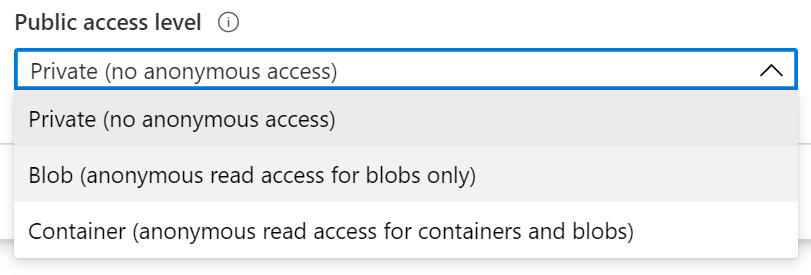 Public access level
Private (no anonymous access)
Private (no anonymous access)
Blob (anonymous read access for blobs only)
Container (anonymous read access for containers and blobs)